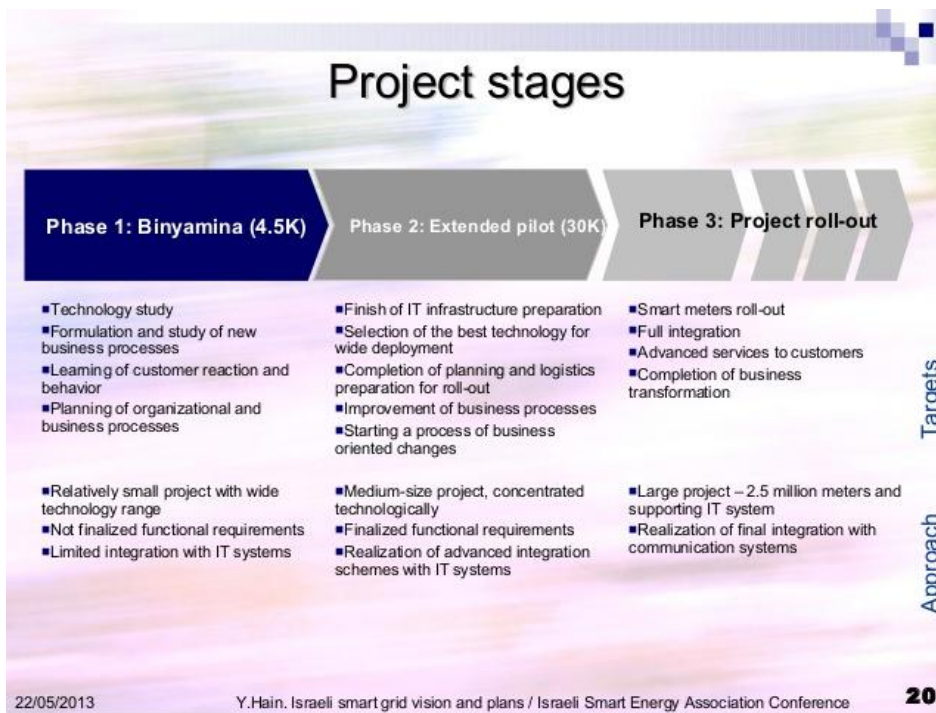 Project stages
Phase 1: Binyamina (4.5K)
Phase 2: Extended pilot (30K)
Phase 3: Project roll-out
■Technology study
■Formulation and study of new
business processes
■Learning of customer reaction and
behavior
■Planning of organizational and
business processes
■Finish of IT infrastructure preparation
■Selection of the best technology for
wide deployment
■Completion of planning and logistics
preparation for roll-out
■Improvement of business processes
■Starting a process of business
oriented changes
■Smart meters roll-out
■Full integration
■Advanced services to customers
■Completion of business
transformation
Targets
■Relatively small project with wide
technology range
■Not finalized functional requirements
■Limited integration with IT systems
■Medium-size project, concentrated
technologically
■Finalized functional requirements
■Realization of advanced integration
schemes with IT systems
■Large project – 2.5 million meters and
supporting IT system
■Realization of final integration with
communication systems
Approach
22/05/2013
Y.Hain. Israeli smart grid vision and plans / Israeli Smart Energy Association Conference
20